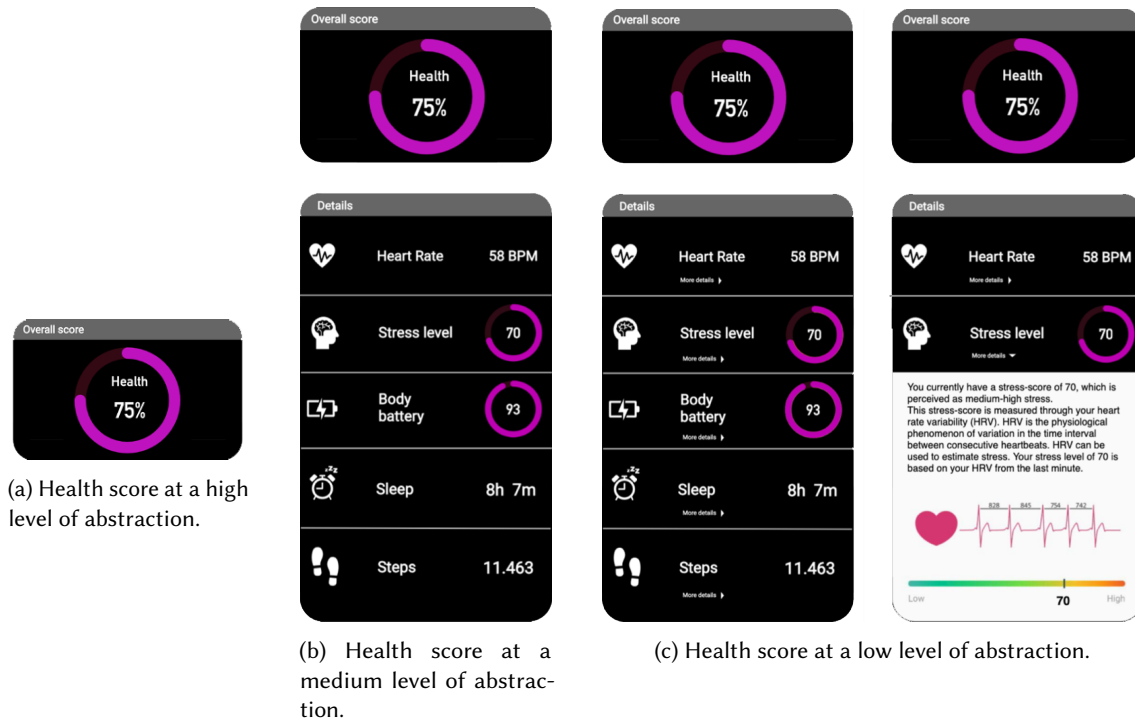 Overall score
Health
75%
(a) Health score at a high
level of abstraction.
Overall score
Health
75%
Details
Heart Rate 58 BPM
Stress level 70
Body
battery
93
zzz
Sleep 8h 7m
Steps 11.463
(b) Health score at a
medium level of abstrac-
tion.
Overall score
Health
75%
Details
Heart Rate 58 BPM
More details
Stress level 70
More details
Body
battery
93
More details
zzz
Sleep 8h 7m
More details
Steps 11.463
More details
Overall score
Health
75%
Details
Heart Rate 58 BPM
More details
Stress level 70
More details
You currently have a stress-score of 70, which is
perceived as medium-high stress.
This stress-score is measured through your heart
rate variability (HRV). HRV is the physiological
phenomenon of variation in the time interval
between consecutive heartbeats. HRV can be
used to estimate stress. Your stress level of 70 is
based on your HRV from the last minute.
828 845 754 742
Low 70 High
(c) Health score at a low level of abstraction.